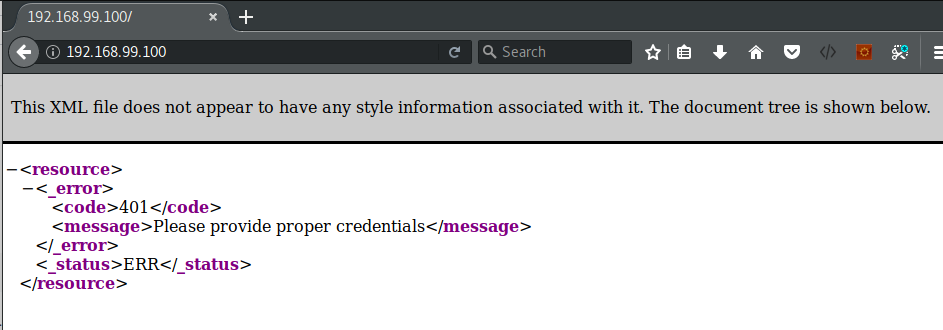 192.168.99.100/
192.168.99.100
Search
This XML file does not appear to have any style information associated with it. The document tree is shown below.
−<resource>
−<_error>
<code>401</code>
<message>Please provide proper credentials</message>
</_error>
<_status>ERR</_status>
</resource>